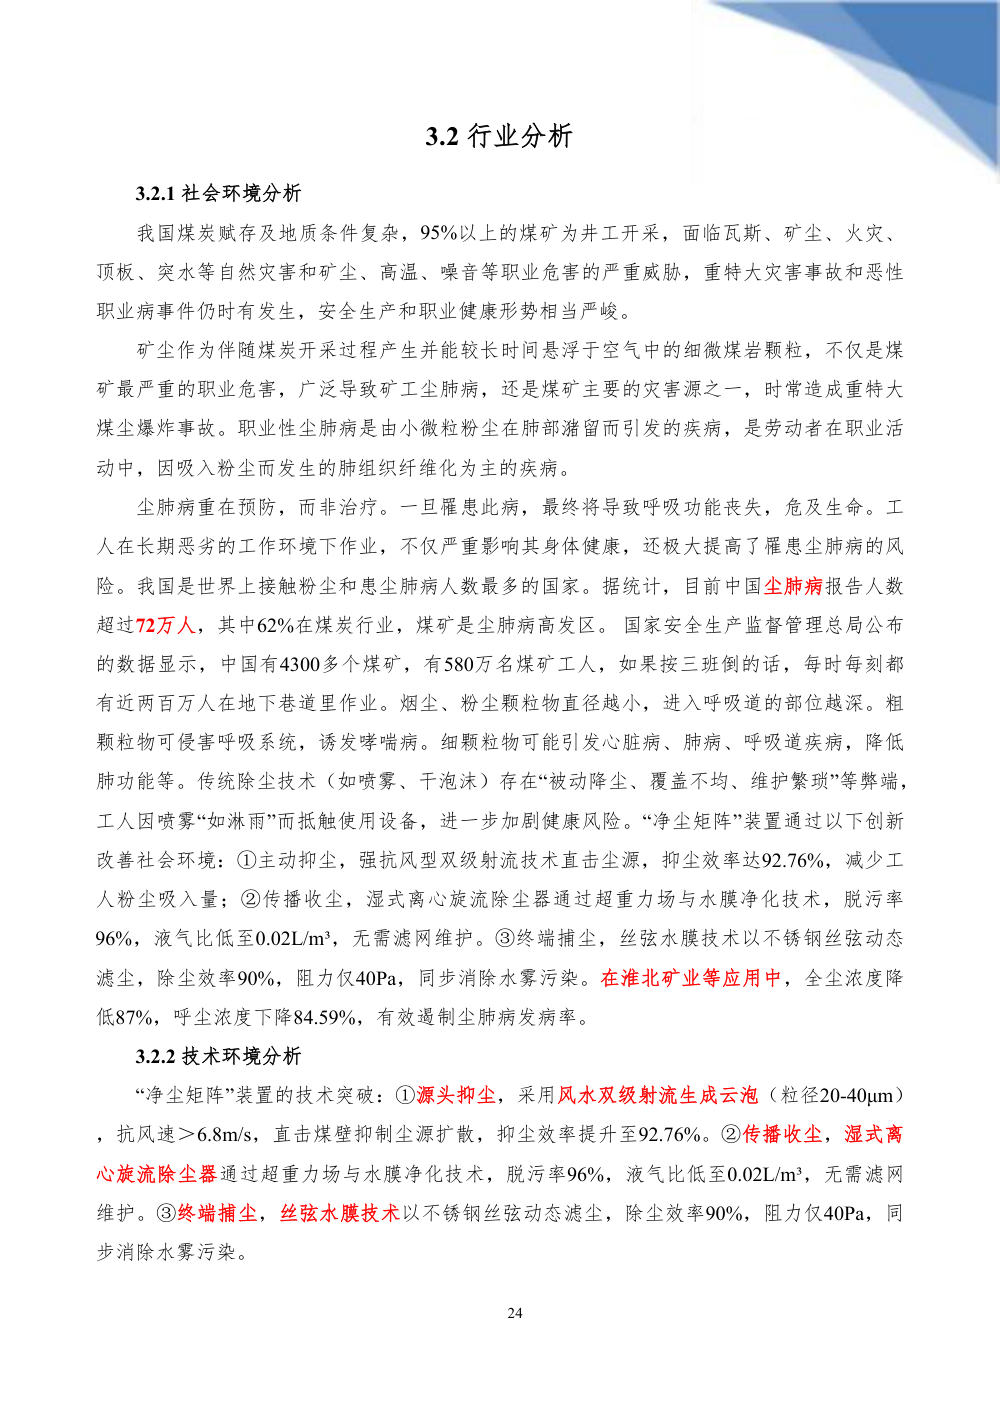 3.2 行业分析
3.2.1 社会环境分析
我国煤炭赋存及地质条件复杂，95%以上的煤矿为井工开采，面临瓦斯、矿尘、火灾、
顶板、突水等自然灾害和矿尘、高温、噪音等职业危害的严重威胁，重特大灾害事故和恶性
职业病事件仍时有发生，安全生产和职业健康形势相当严峻。
矿尘作为伴随煤炭开采过程产生并能较长时间悬浮于空气中的细微煤岩颗粒，不仅是煤
矿最严重的职业危害，广泛导致矿工尘肺病，还是煤矿主要的灾害源之一，时常造成重特大
煤尘爆炸事故。职业性尘肺病是由小微粒粉尘在肺部潴留而引发的疾病，是劳动者在职业活
动中，因吸入粉尘而发生的肺组织纤维化为主的疾病。
尘肺病重在预防，而非治疗。一旦罹患此病，最终将导致呼吸功能丧失，危及生命。工
人在长期恶劣的工作环境下作业，不仅严重影响其身体健康，还极大提高了罹患尘肺病的风
险。我国是世界上接触粉尘和患尘肺病人数最多的国家。据统计，目前中国尘肺病报告人数
超过72万人，其中62%在煤炭行业，煤矿是尘肺病高发区。 国家安全生产监督管理总局公布
的数据显示，中国有4300多个煤矿，有580万名煤矿工人，如果按三班倒的话，每时每刻都
有近两百万人在地下巷道里作业。烟尘、粉尘颗粒物直径越小，进入呼吸道的部位越深。粗
颗粒物可侵害呼吸系统，诱发哮喘病。细颗粒物可能引发心脏病、肺病、呼吸道疾病，降低
肺功能等。传统除尘技术（如喷雾、干泡沫）存在“被动降尘、覆盖不均、维护繁琐”等弊端，
工人因喷雾“如淋雨”而抵触使用设备，进一步加剧健康风险。“净尘矩阵”装置通过以下创新
改善社会环境：①主动抑尘，强抗风型双级射流技术直击尘源，抑尘效率达92.76%，减少工
人粉尘吸入量；②传播收尘，湿式离心旋流除尘器通过超重力场与水膜净化技术，脱污率
96%，液气比低至0.02L/m³，无需滤网维护。③终端捕尘，丝弦水膜技术以不锈钢丝弦动态
滤尘，除尘效率90%，阻力仅40Pa，同步消除水雾污染。在淮北矿业等应用中，全尘浓度降
低87%，呼尘浓度下降84.59%，有效遏制尘肺病发病率。
3.2.2 技术环境分析
“净尘矩阵”装置的技术突破：①源头抑尘，采用风水双级射流生成云泡（粒径20-40μm）
，抗风速＞6.8m/s，直击煤壁抑制尘源扩散，抑尘效率提升至92.76%。②传播收尘，湿式离
心旋流除尘器通过超重力场与水膜净化技术，脱污率96%，液气比低至0.02L/m³，无需滤网
维护。③终端捕尘，丝弦水膜技术以不锈钢丝弦动态滤尘，除尘效率90%，阻力仅40Pa，同
步消除水雾污染。
24